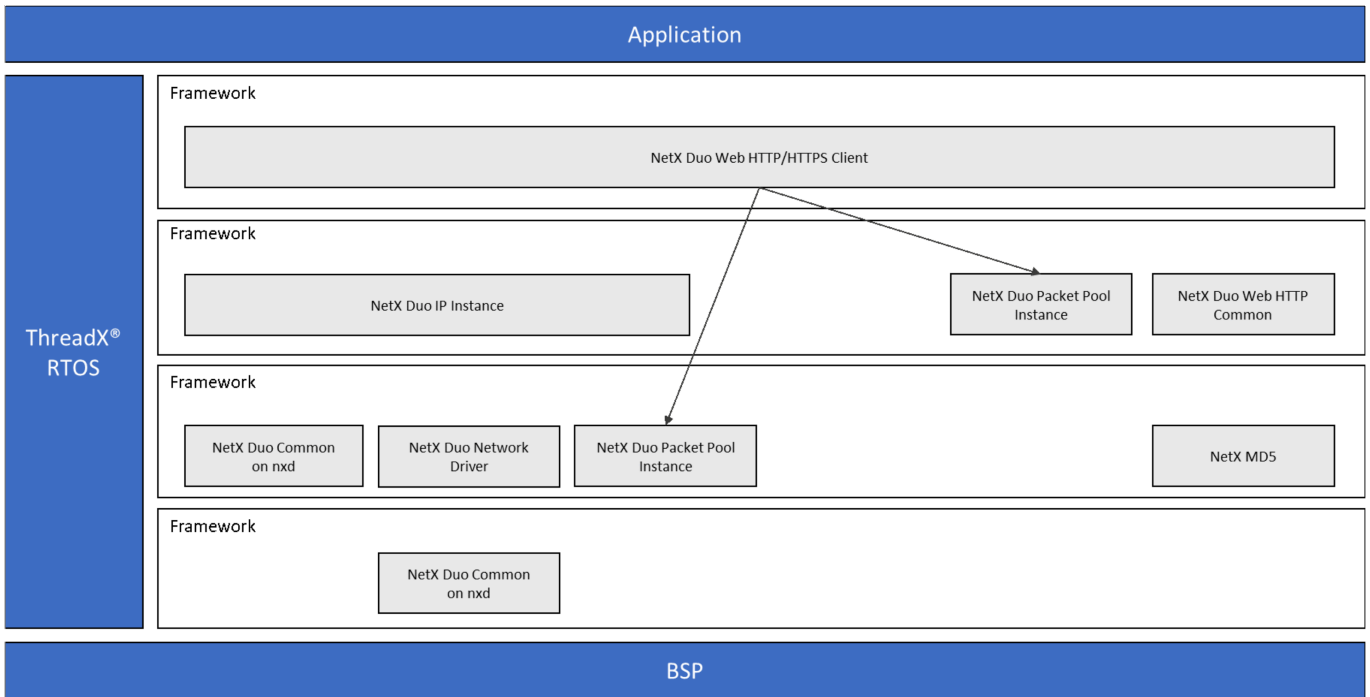 Application
ThreadX®
RTOS
Framework
NetX Duo Web HTTP/HTTPS Client
Framework
NetX Duo IP Instance
NetX Duo Packet Pool
Instance
NetX Duo Web HTTP
Common
Framework
NetX Duo Common
on nxd
NetX Duo Network
Driver
NetX Duo Packet Pool
Instance
NetX MD5
Framework
NetX Duo Common
on nxd
BSP